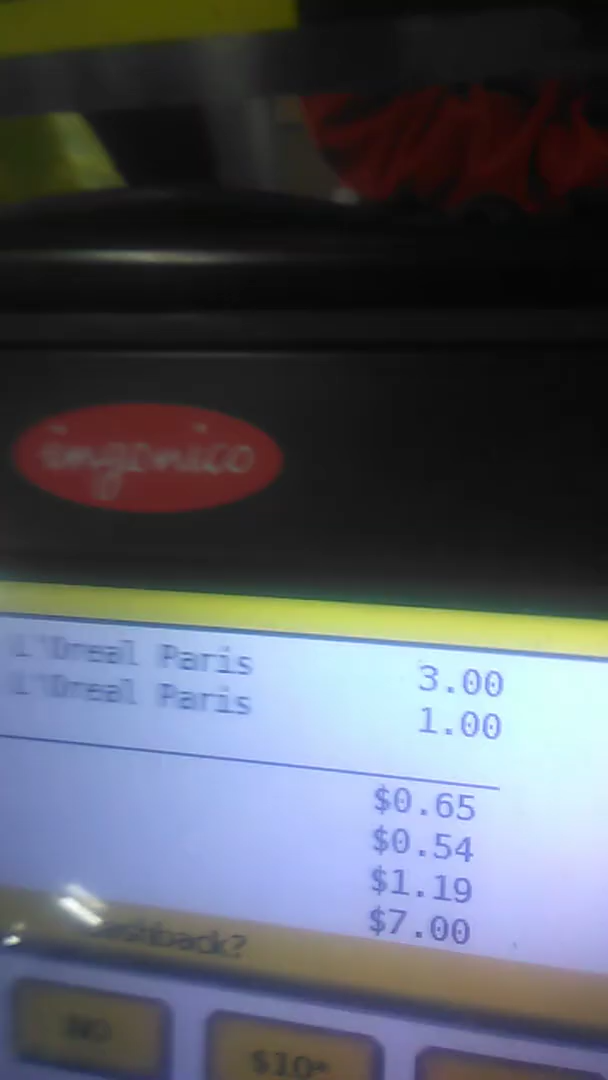 ingenico
L'Oreal Paris 3.00
L'Oreal Paris 1.00
$0.65
$0.54
$1.19
$7.00
Cashback?
NO $10